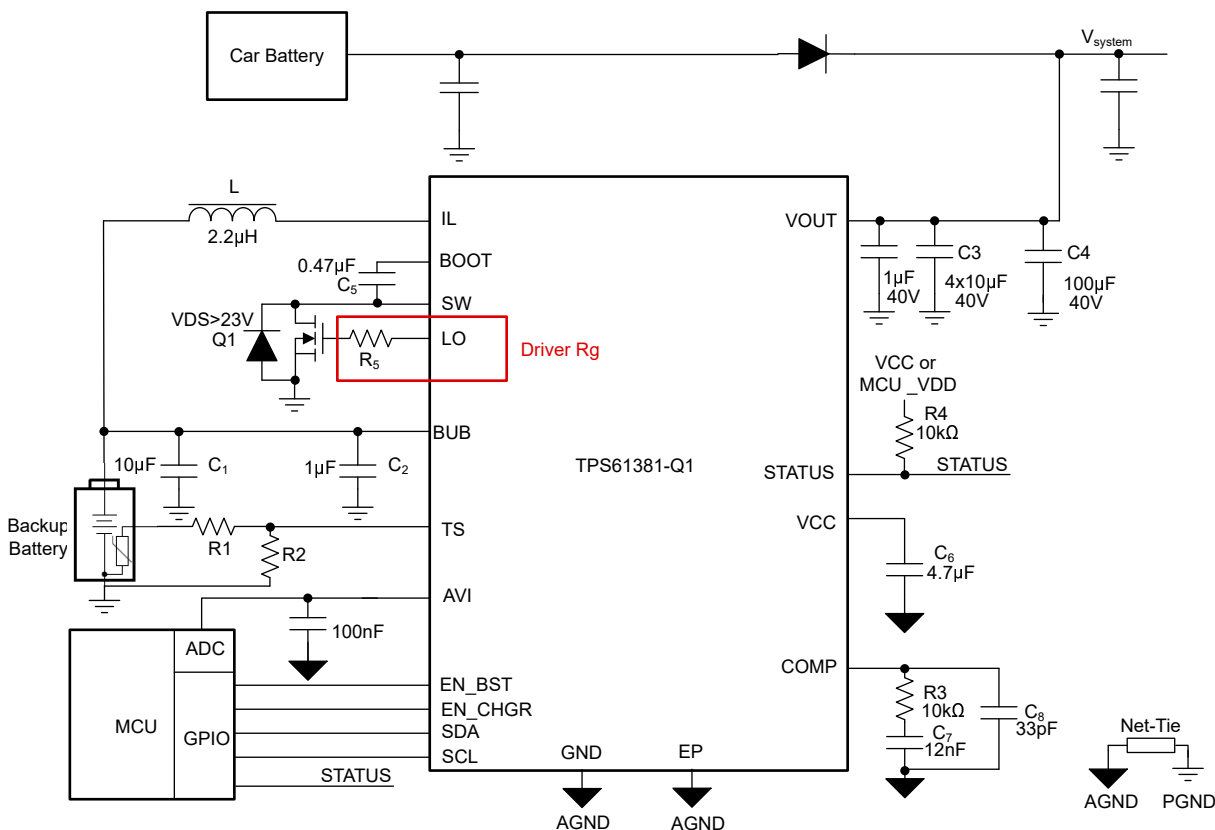 Car Battery
Vsystem
L
2.2µH
IL
VOUT
BOOT
0.47µF
C5
SW
VDS>23V
Q1
LO
R5
Driver Rg
1µF
40V
C3
4x10µF
40V
C4
100µF
40V
VCC or
MCU _VDD
R4
10kΩ
BUB
10µF
C1
1µF
C2
TPS61381-Q1
STATUS
STATUS
Backup
Battery
R1
R2
TS
VCC
C6
4.7µF
AVI
100nF
ADC
MCU
GPIO
EN_BST
EN_CHGR
SDA
SCL
STATUS
COMP
R3
10kΩ
C7
12nF
C8
33pF
GND
EP
AGND
AGND
Net-Tie
AGND
PGND